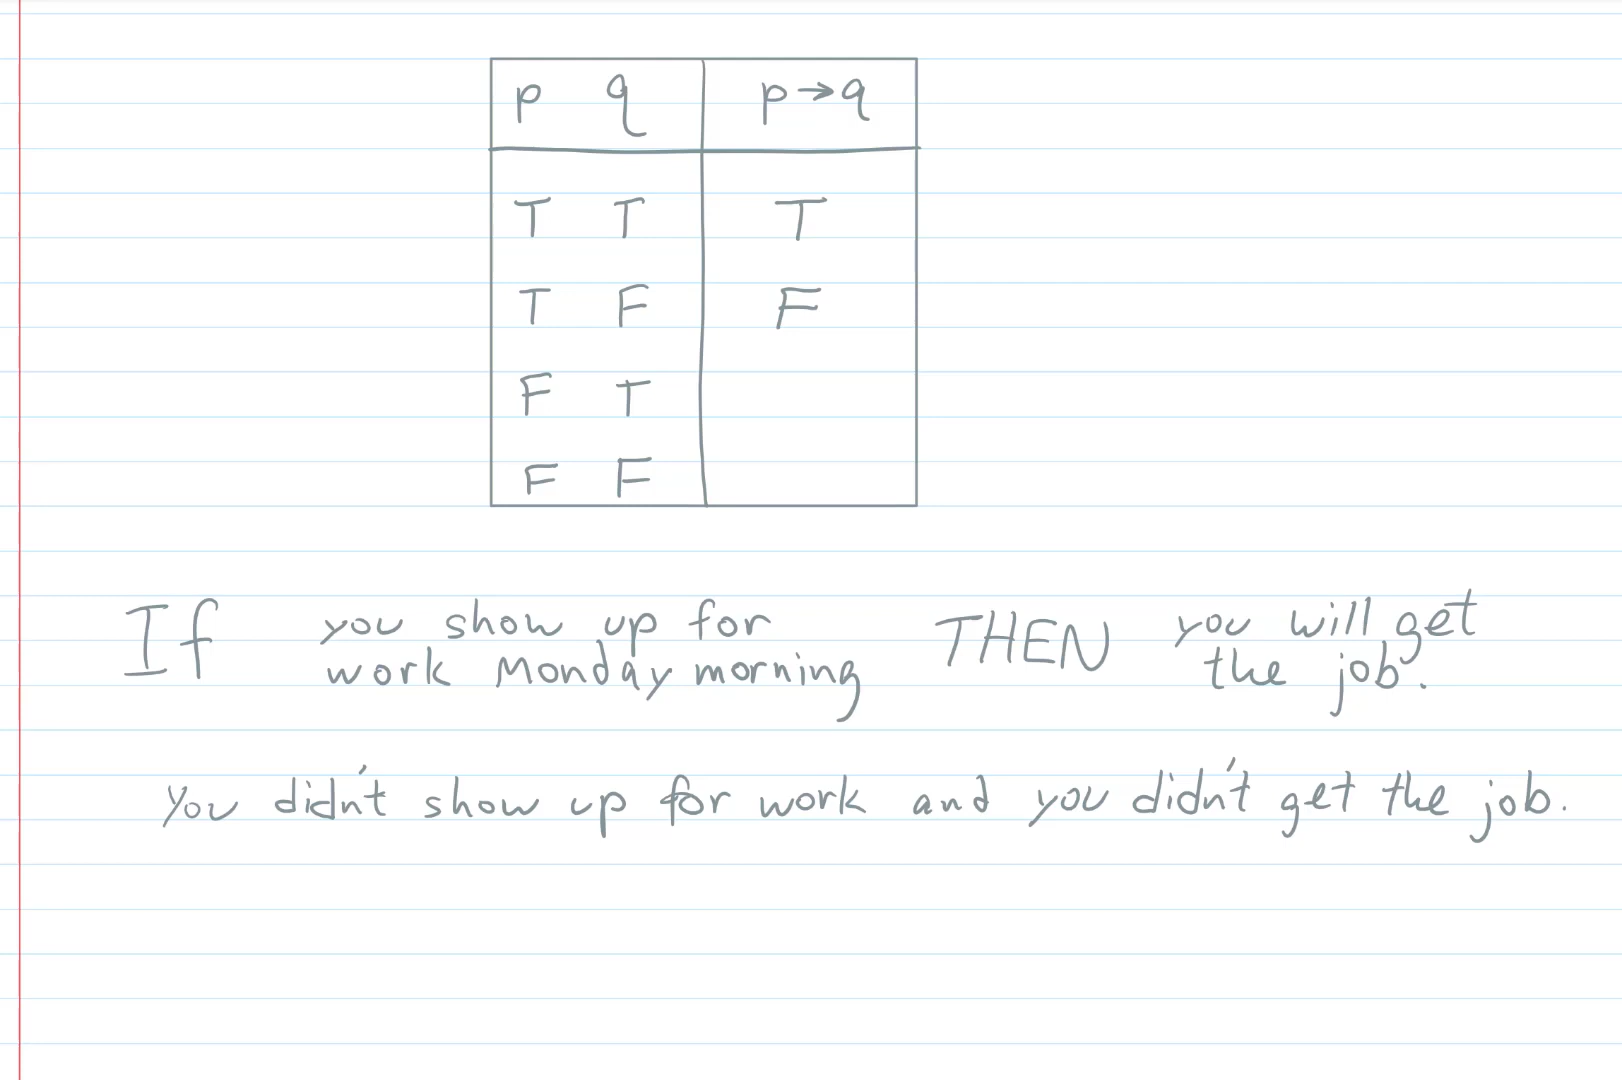 p q p→q
T T T
T F F
F T
F F
If you show up for work Monday morning THEN you will get the job.
You didn't show up for work and you didn't get the job.